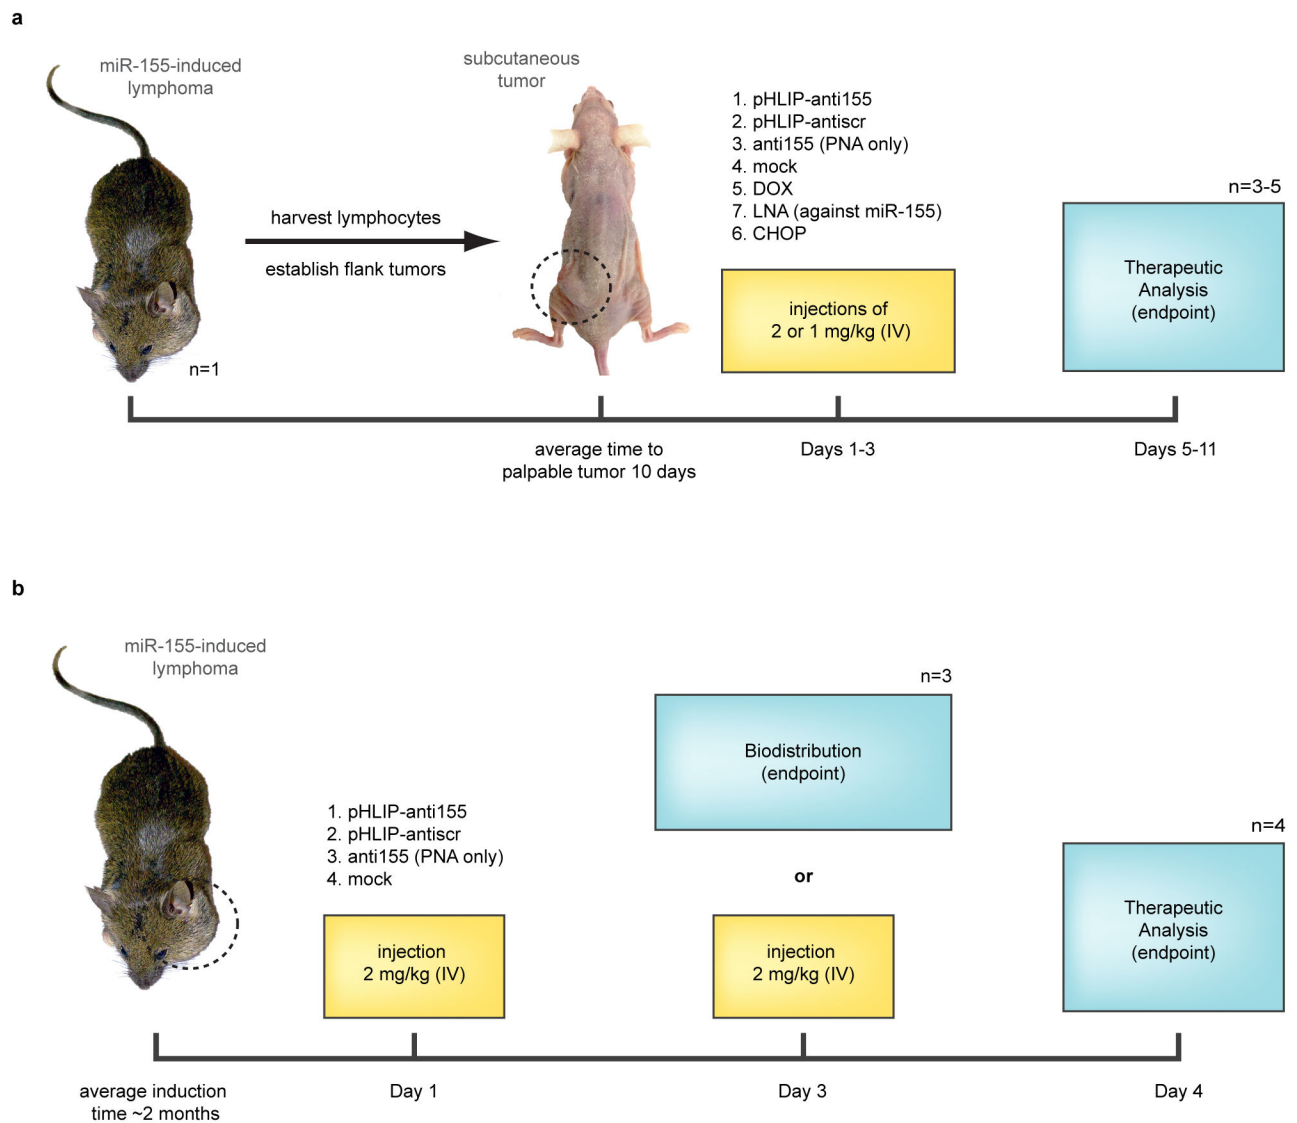 a
miR-155-induced
lymphoma
n=1
harvest lymphocytes
establish flank tumors
subcutaneous
tumor
1. pHLIP-anti155
2. pHLIP-antiscr
3. anti155 (PNA only)
4. mock
5. DOX
7. LNA (against miR-155)
6. CHOP
injections of
2 or 1 mg/kg (IV)
n=3-5
Therapeutic
Analysis
(endpoint)
average time to
palpable tumor 10 days
Days 1-3
Days 5-11
b
miR-155-induced
lymphoma
1. pHLIP-anti155
2. pHLIP-antiscr
3. anti155 (PNA only)
4. mock
injection
2 mg/kg (IV)
n=3
Biodistribution
(endpoint)
or
injection
2 mg/kg (IV)
n=4
Therapeutic
Analysis
(endpoint)
average induction
time ~2 months
Day 1
Day 3
Day 4